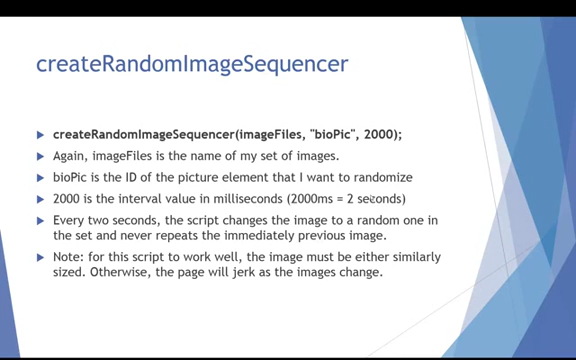 createRandomImageSequencer
createRandomImageSequencer(imageFiles, "bioPic", 2000);
Again, imageFiles is the name of my set of images.
bioPic is the ID of the picture element that I want to randomize
2000 is the interval value in milliseconds (2000ms = 2 seconds)
Every two seconds, the script changes the image to a random one in
the set and never repeats the immediately previous image.
Note: for this script to work well, the image must be either similarly
sized. Otherwise, the page will jerk as the images change.